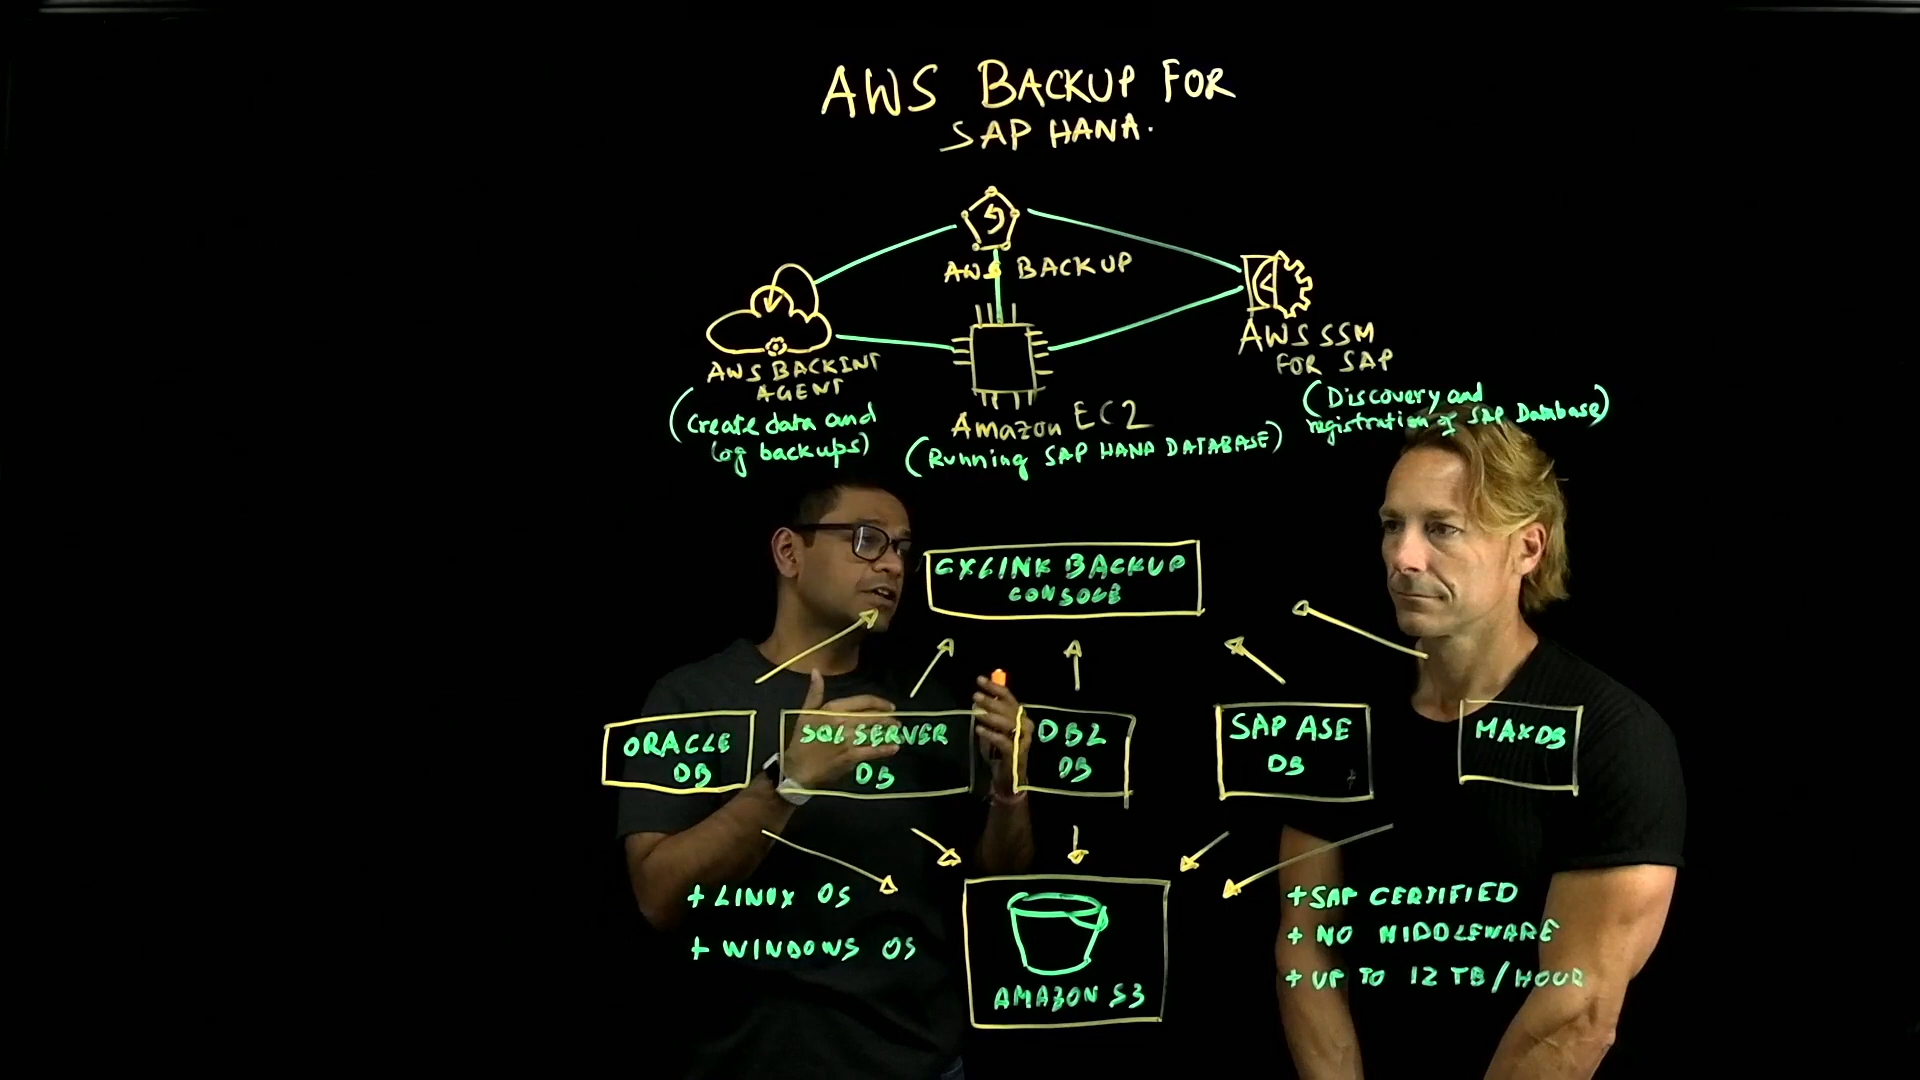 AWS BACKUP FOR
SAP HANA.
AWS BACKUP
AWS BACKINT
AGENT
(Create data and
log backups)
Amazon EC2
(Running SAP HANA DATABASE)
AWS SSM
FOR SAP
(Discovery and
registration of SAP Database)
CXLINK BACKUP
CONSOLE
ORACLE
DB
SQL SERVER
DB
DB2
DB
SAP ASE
DB
MAXDB
+ LINUX OS
+ WINDOWS OS
AMAZON S3
+ SAP CERTIFIED
+ NO MIDDLEWARE
+ UP TO 12 TB/HOUR